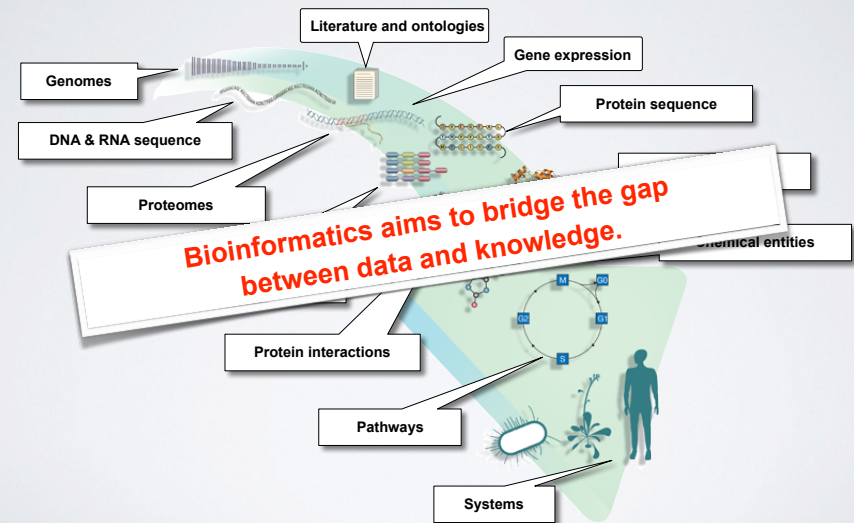 Literature and ontologies
Gene expression
Genomes
Protein sequence
DNA & RNA sequence
Proteomes
Bioinformatics aims to bridge the gap
between data and knowledge.
entities
M
G0
G2
G1
S
Protein interactions
Pathways
Systems